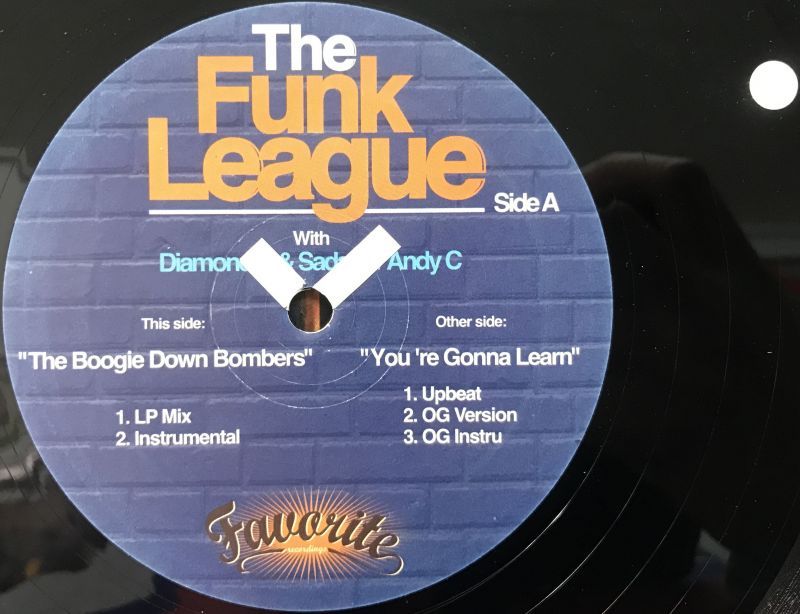 The
Funk
League
Side A
With
& Andy C
This side:
Other side:
"The Boogie Down Bombers"
"You 're Gonna Learn"
1. LP Mix
2. Instrumental
1. Upbeat
2. OG Version
3. OG Instru
Favorite
recordings